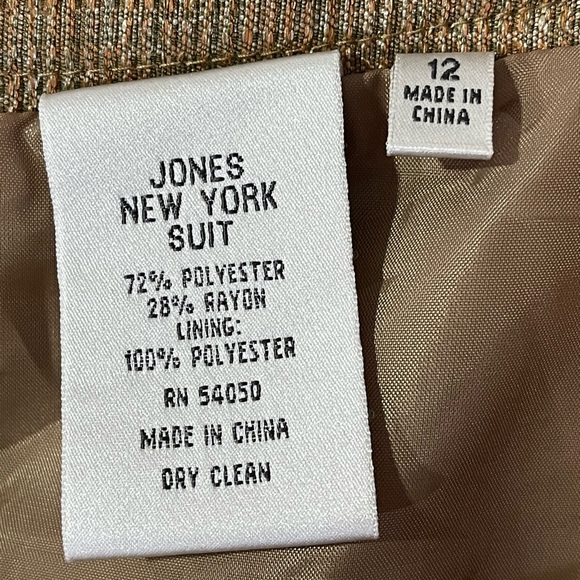 JONES
NEW YORK
SUIT
72% POLYESTER
28% RAYON
LINING:
100% POLYESTER
RN 54050
MADE IN CHINA
DRY CLEAN
12
MADE IN
CHINA